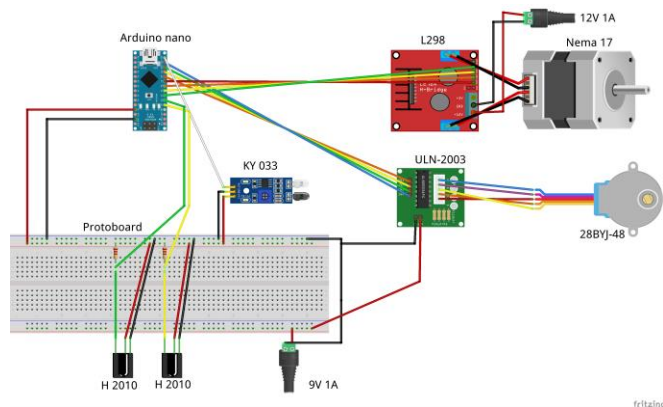 Arduino nano
L298
12V 1A
Nema 17
H-Bridge
KY 033
ULN-2003
Protoboard
28BYJ-48
H 2010
H 2010
9V 1A
fritzing